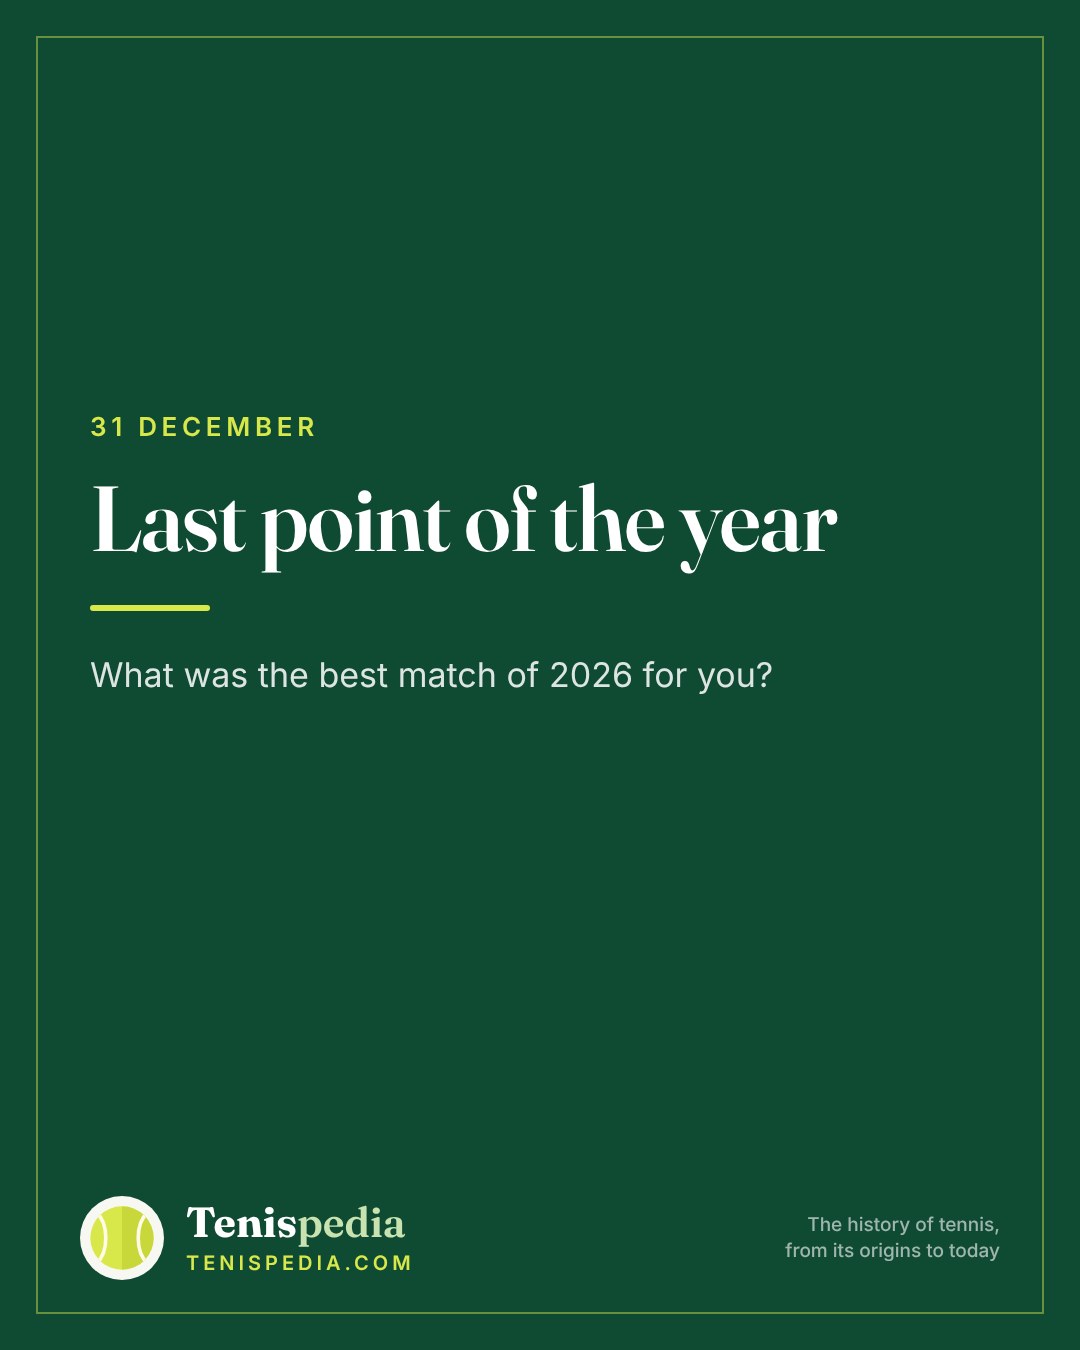 31 DECEMBER
Last point of the year
What was the best match of 2026 for you?
Tenispedia
TENISPEDIA.COM
The history of tennis,
from its origins to today